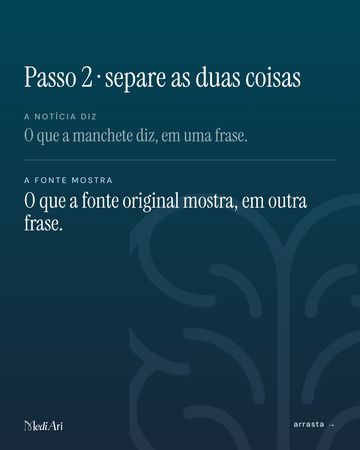 Passo 2 · separe as duas coisas
A NOTÍCIA DIZ
O que a manchete diz, em uma frase.
A FONTE MOSTRA
O que a fonte original mostra, em outra
frase.
MediAri
arrasta →